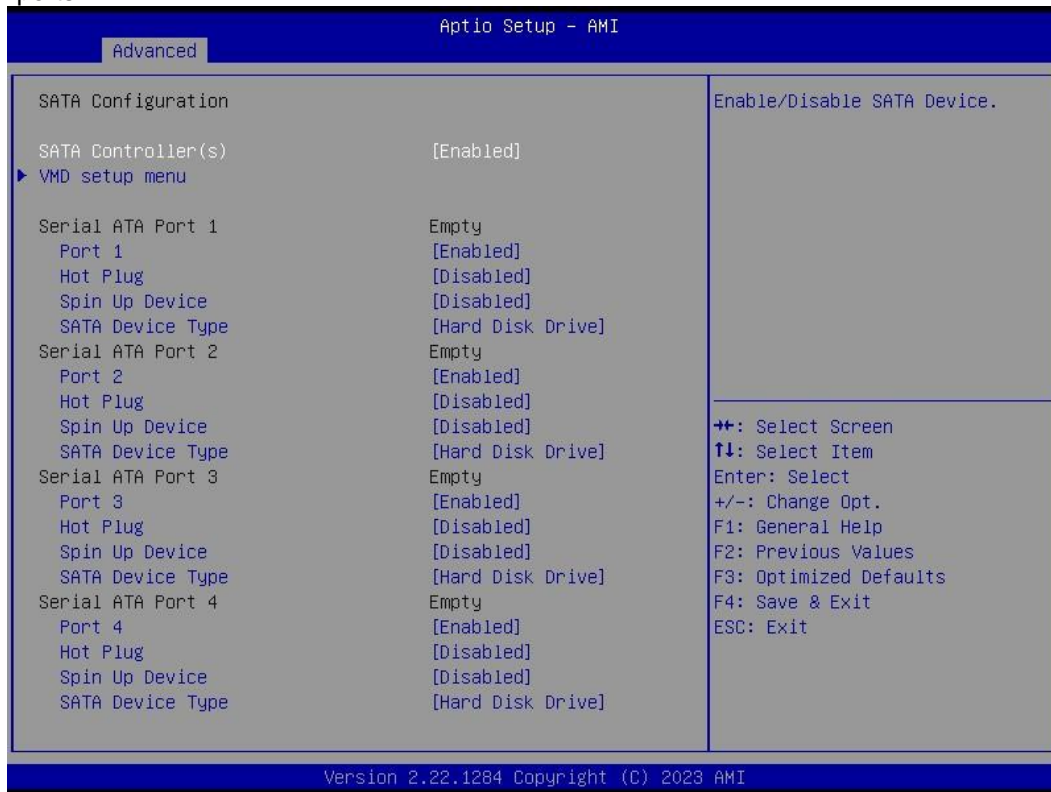 Aptio Setup - AMI
Advanced
SATA Configuration
SATA Controller(s) [Enabled]
VMD setup menu
Serial ATA Port 1 Empty
Port 1 [Enabled]
Hot Plug [Disabled]
Spin Up Device [Disabled]
SATA Device Type [Hard Disk Drive]
Serial ATA Port 2 Empty
Port 2 [Enabled]
Hot Plug [Disabled]
Spin Up Device [Disabled]
SATA Device Type [Hard Disk Drive]
Serial ATA Port 3 Empty
Port 3 [Enabled]
Hot Plug [Disabled]
Spin Up Device [Disabled]
SATA Device Type [Hard Disk Drive]
Serial ATA Port 4 Empty
Port 4 [Enabled]
Hot Plug [Disabled]
Spin Up Device [Disabled]
SATA Device Type [Hard Disk Drive]
Enable/Disable SATA Device.
→←: Select Screen
↑↓: Select Item
Enter: Select
+/-: Change Opt.
F1: General Help
F2: Previous Values
F3: Optimized Defaults
F4: Save & Exit
ESC: Exit
Version 2.22.1284 Copyright (C) 2023 AMI